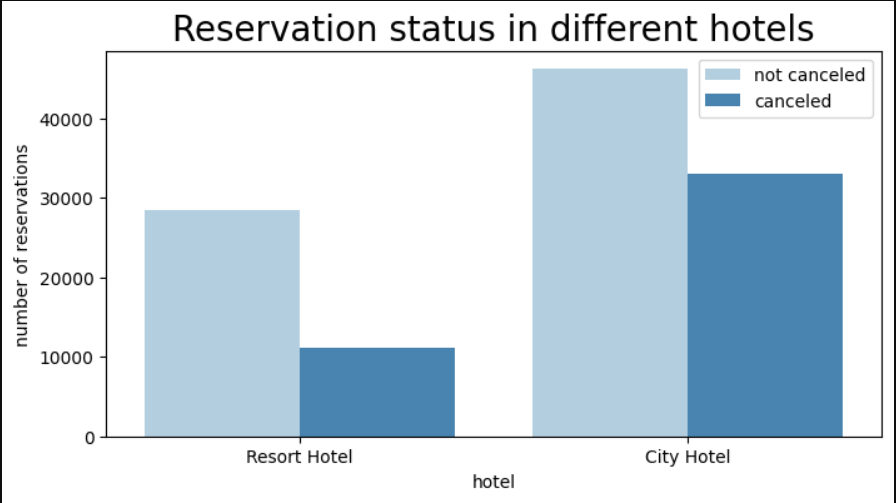 Reservation status in different hotels
not canceled
canceled
number of reservations
40000
30000
20000
10000
0
Resort Hotel
City Hotel
hotel